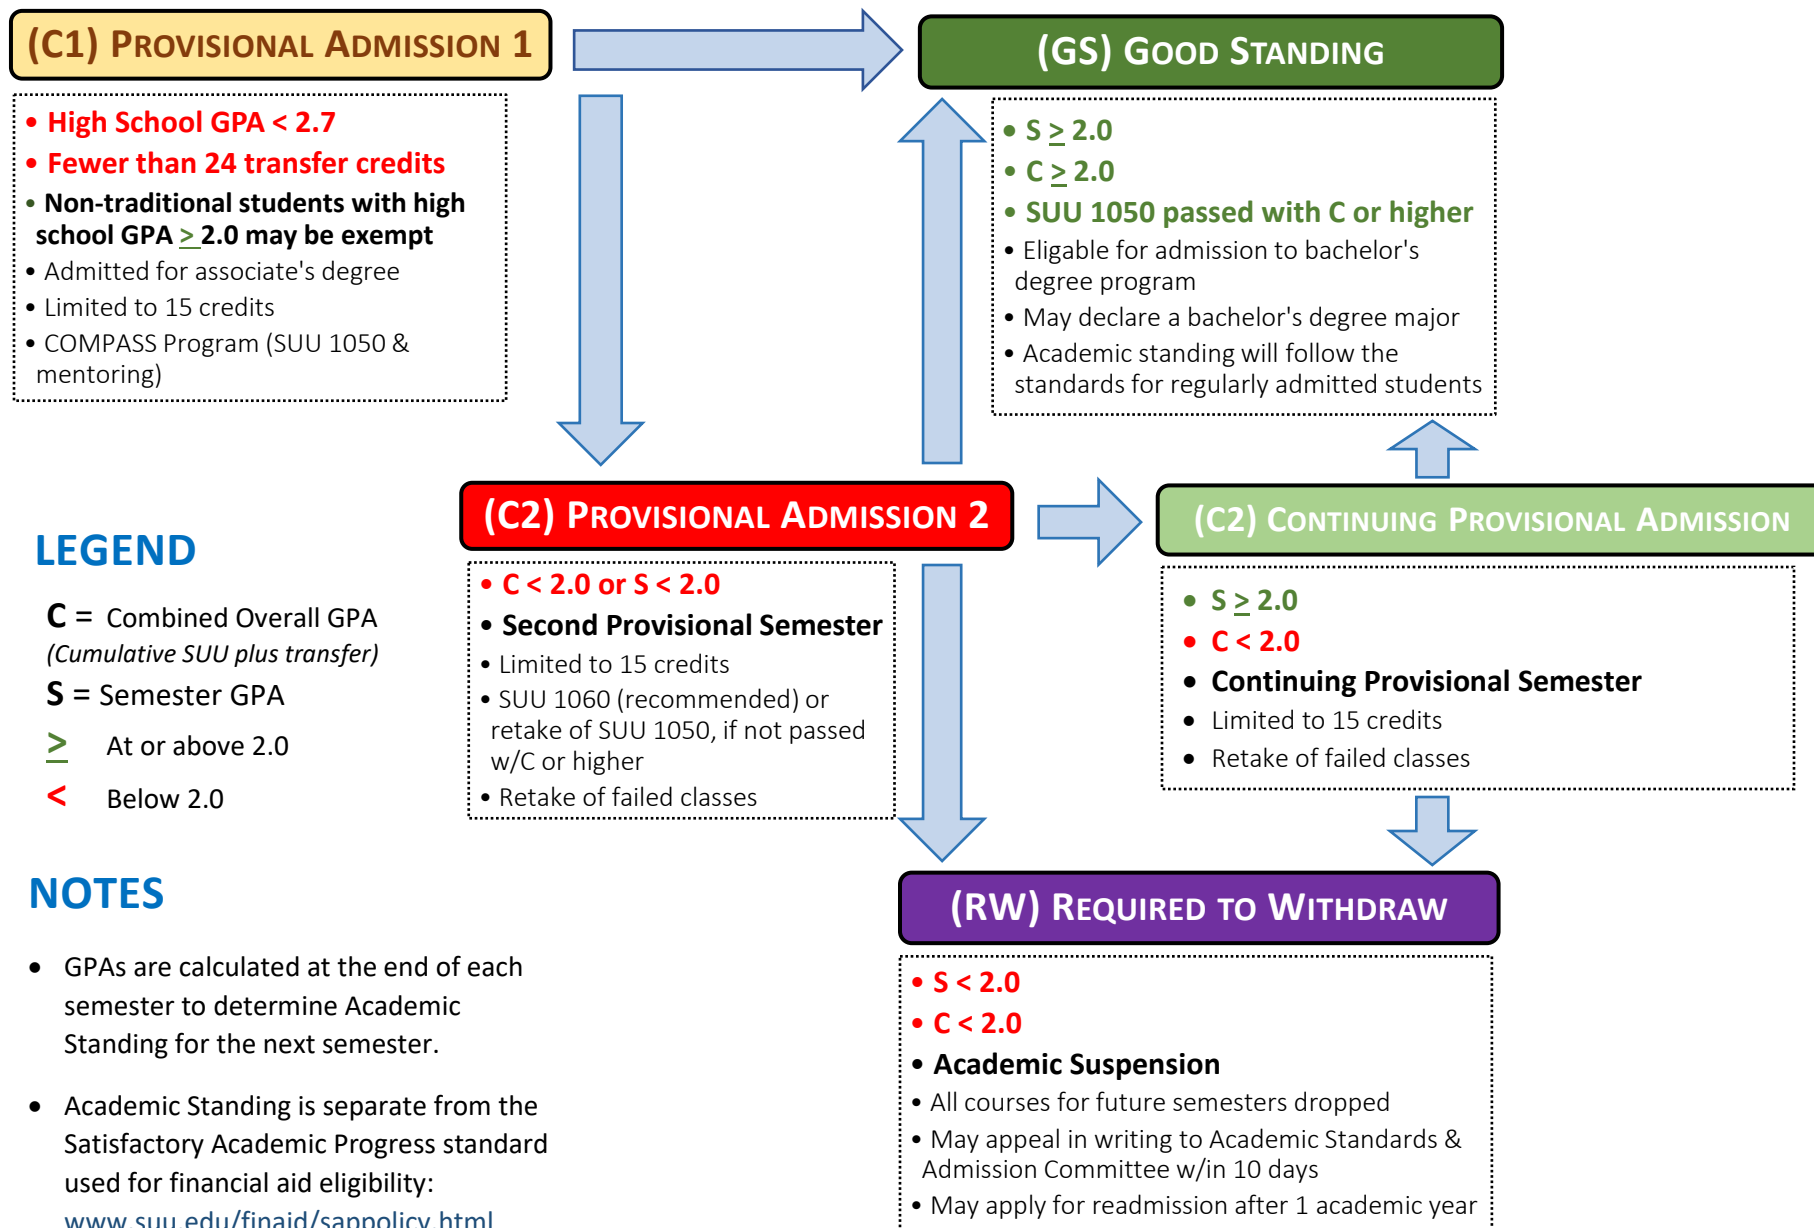 (C1) PROVISIONAL ADMISSION 1
• High School GPA < 2.7
• Fewer than 24 transfer credits
• Non-traditional students with high
school GPA ≥ 2.0 may be exempt
• Admitted for associate's degree
• Limited to 15 credits
• COMPASS Program (SUU 1050 &
mentoring)
(GS) GOOD STANDING
• S ≥ 2.0
• C ≥ 2.0
• SUU 1050 passed with C or higher
• Eligable for admission to bachelor's
degree program
• May declare a bachelor's degree major
• Academic standing will follow the
standards for regularly admitted students
(C2) PROVISIONAL ADMISSION 2
• C < 2.0 or S < 2.0
• Second Provisional Semester
• Limited to 15 credits
• SUU 1060 (recommended) or
retake of SUU 1050, if not passed
w/C or higher
• Retake of failed classes
(C2) CONTINUING PROVISIONAL ADMISSION
• S ≥ 2.0
• C < 2.0
• Continuing Provisional Semester
• Limited to 15 credits
• Retake of failed classes
LEGEND
C = Combined Overall GPA
(Cumulative SUU plus transfer)
S = Semester GPA
≥ At or above 2.0
< Below 2.0
NOTES
• GPAs are calculated at the end of each
semester to determine Academic
Standing for the next semester.
• Academic Standing is separate from the
Satisfactory Academic Progress standard
used for financial aid eligibility:
www.suu.edu/finaid/sappolicy.html
(RW) REQUIRED TO WITHDRAW
• S < 2.0
• C < 2.0
• Academic Suspension
• All courses for future semesters dropped
• May appeal in writing to Academic Standards &
Admission Committee w/in 10 days
• May apply for readmission after 1 academic year